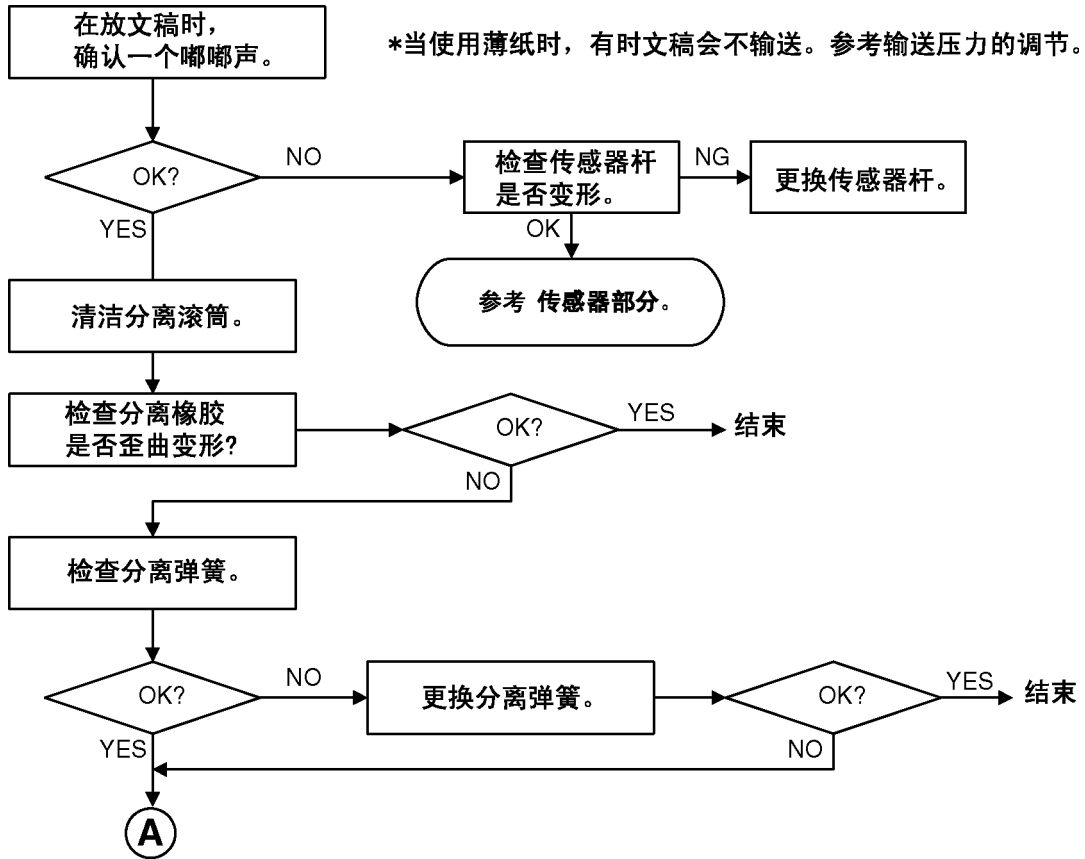 在放文稿时，
确认一个嘟嘟声。
*当使用薄纸时，有时文稿会不输送。参考输送压力的调节。
OK?
NO
检查传感器杆
是否变形。
NG
更换传感器杆。
YES
OK
参考 传感器部分。
清洁分离滚筒。
检查分离橡胶
是否歪曲变形?
OK?
YES
结束
NO
检查分离弹簧。
OK?
NO
更换分离弹簧。
OK?
YES
结束
YES
NO
A